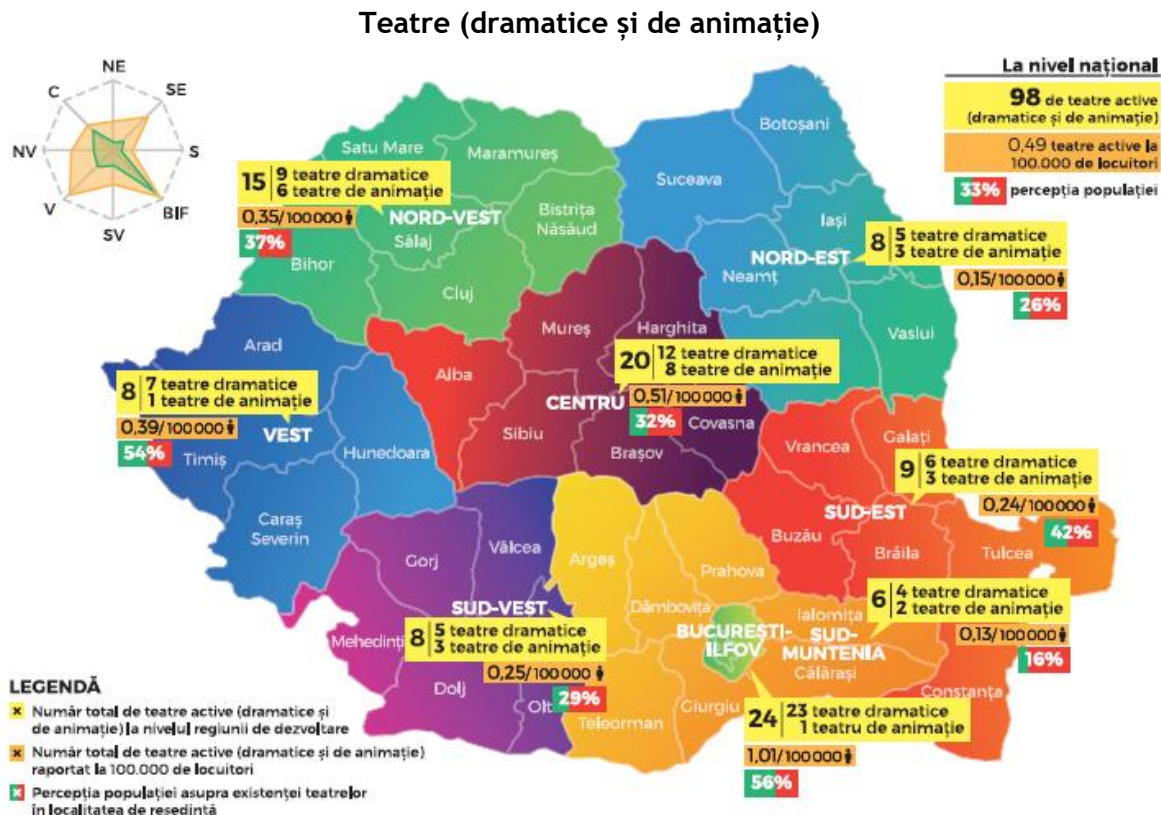 Teatre (dramatice și de animație)
NE
SE
S
BIF
SV
V
NV
C
La nivel național
98 de teatre active
(dramatice și de animație)
0,49 teatre active la
100.000 de locuitori
33% percepția populației
Satu Mare
Maramureș
15 9 teatre dramatice
6 teatre de animație
0,35/100000
NORD-VEST
37%
Sălaj
Bistrița
Năsăud
Bihor
Cluj
Botoșani
Suceava
Iași
8 5 teatre dramatice
3 teatre de animație
NORD-EST
Neamț
0,15/100000
26%
Vaslui
Arad
8 7 teatre dramatice
1 teatre de animație
0,39/100000
VEST
54%
Timiș
Hunedoara
Caraș
Severin
Mureș
Harghita
Alba
20 12 teatre dramatice
8 teatre de animație
CENTRU
0,51/100000
32%
Covasna
Sibiu
Brașov
Vrancea
Galați
9 6 teatre dramatice
3 teatre de animație
0,24/100000
SUD-EST
42%
Buzău
Brăila
Tulcea
Constanța
Gorj
Vâlcea
SUD-VEST
Mehedinți
8 5 teatre dramatice
3 teatre de animație
0,25/100000
29%
Dolj
Olt
Argeș
Prahova
Dâmbovița
Ialomița
6 4 teatre dramatice
2 teatre de animație
BUCUREȘTI-
ILFOV
SUD-
MUNTENIA
0,13/100000
16%
Călărași
Giurgiu
Teleorman
24 23 teatre dramatice
1 teatru de animație
1,01/100000
56%
LEGENDĂ
x Număr total de teatre active (dramatice și
de animație) la nivelul regiunii de dezvoltare
x Număr total de teatre active (dramatice și de animație)
raportat la 100.000 de locuitori
x Percepția populației asupra existenței teatrelor
în localitatea de reședință